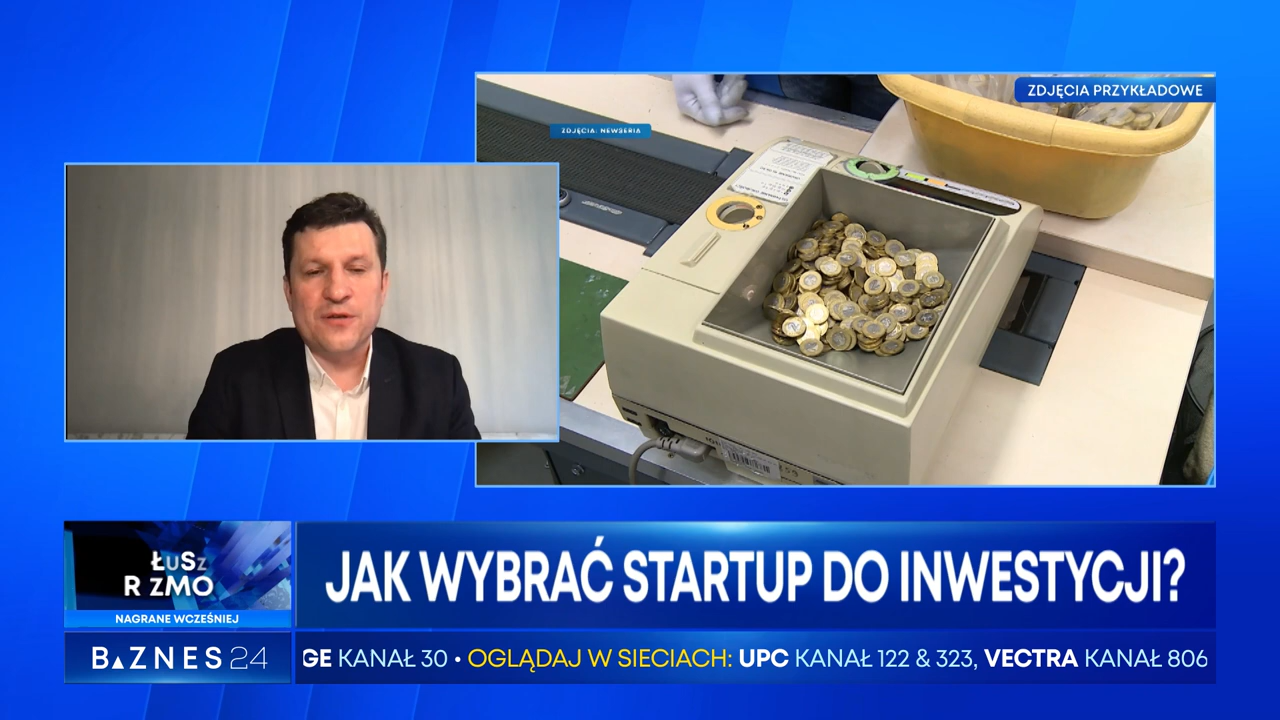 ZDJĘCIA PRZYKŁADOWE
ZDJĘCIA: NEWSERIA
ŁuSz
R ZMO
NAGRANE WCZEŚNIEJ
JAK WYBRAĆ STARTUP DO INWESTYCJI?
BIZNES24
GE KANAŁ 30 • OGLĄDAJ W SIECIACH: UPC KANAŁ 122 & 323, VECTRA KANAŁ 806